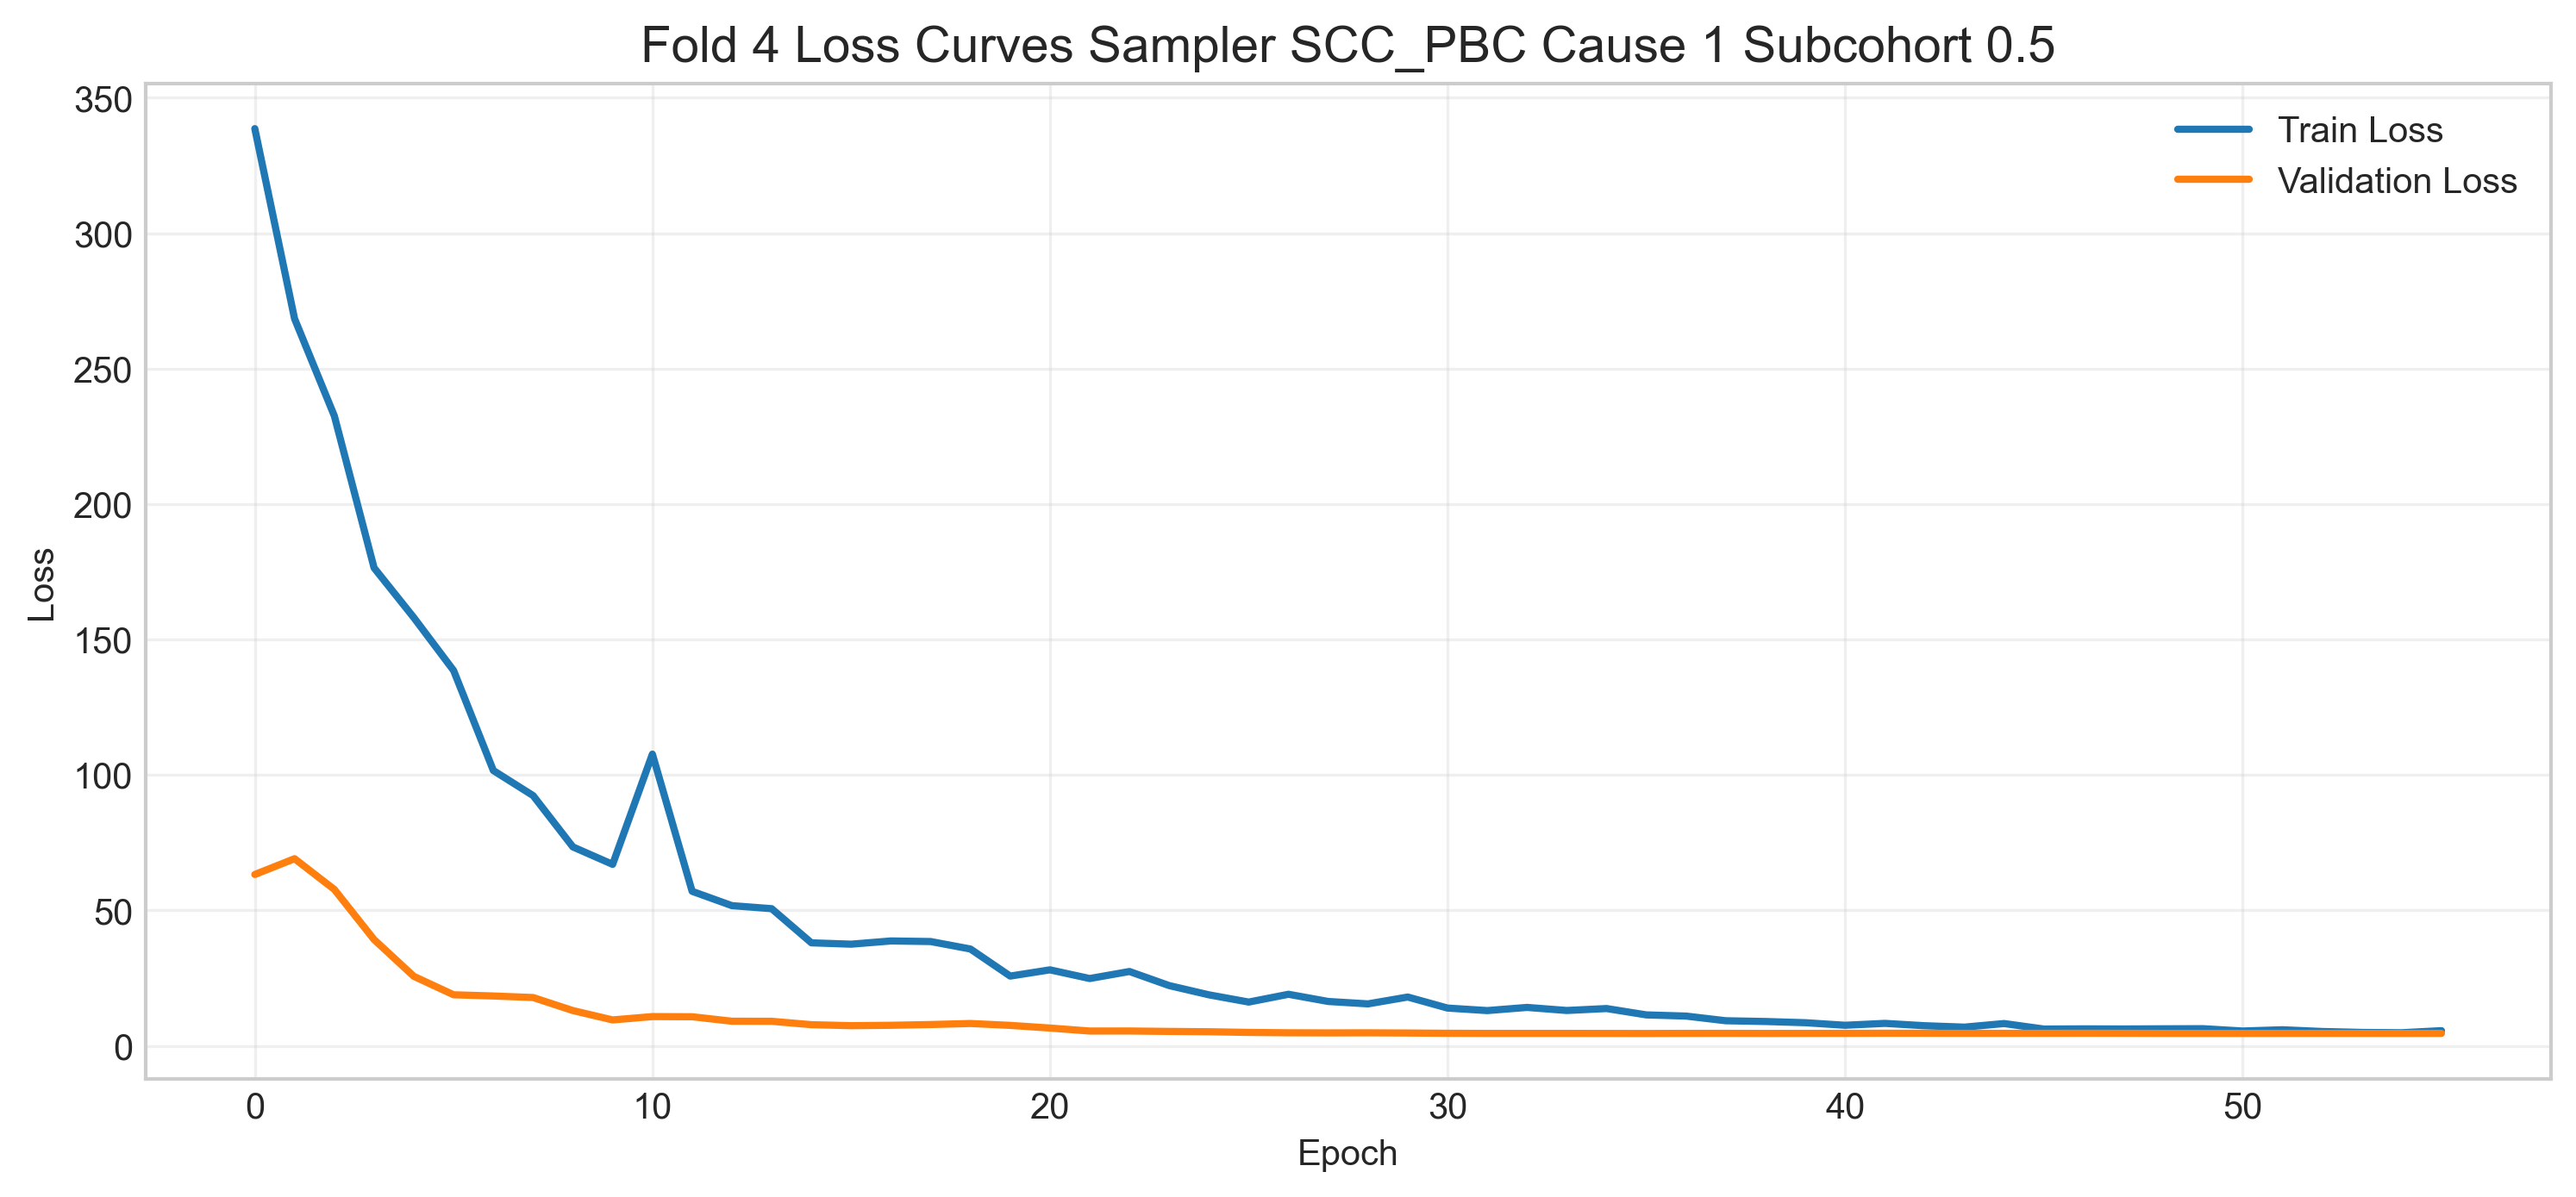 Fold 4 Loss Curves Sampler SCC_PBC Cause 1 Subcohort 0.5
Train Loss
Validation Loss
Loss
350
300
250
200
150
100
50
0
0 10 20 30 40 50
Epoch